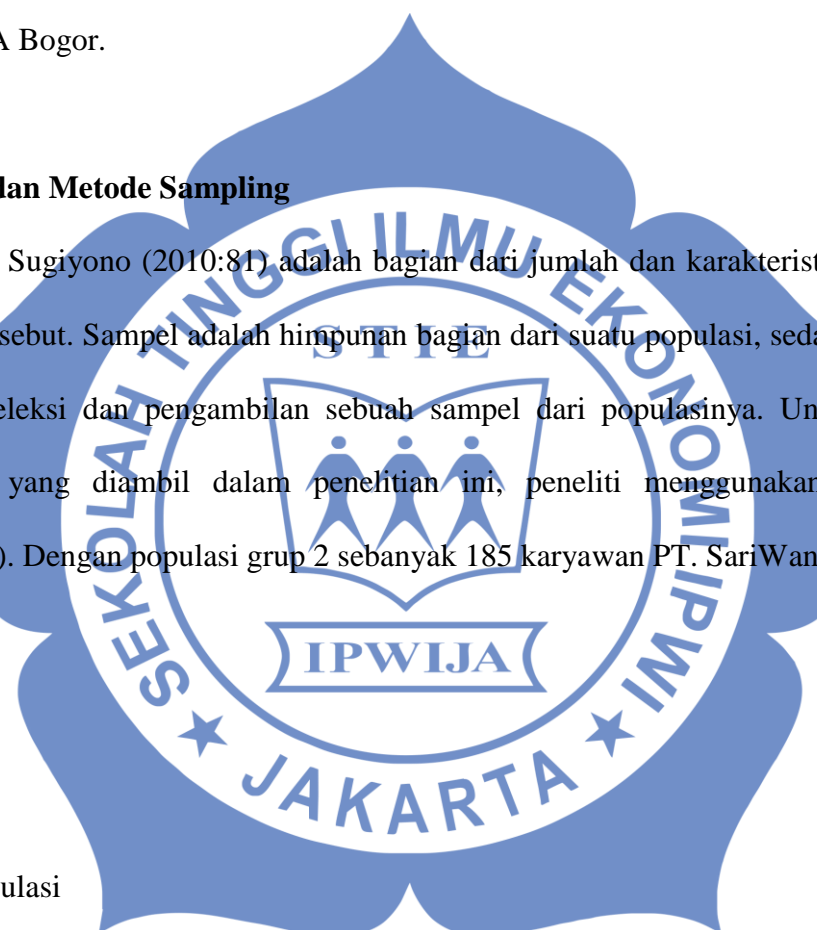 A Bogor.
dan Metode Sampling
Sugiyono (2010:81) adalah bagian dari jumlah dan karakterist
sebut. Sampel adalah himpunan bagian dari suatu populasi, seda
eleksi dan pengambilan sebuah sampel dari populasinya. Un
yang diambil dalam penelitian ini, peneliti menggunakan
). Dengan populasi grup 2 sebanyak 185 karyawan PT. SariWan
ulasi
SEKOLAH TINGGI ILMU EKONOMI IPWI
STIE
IPWIJA
JAKARTA